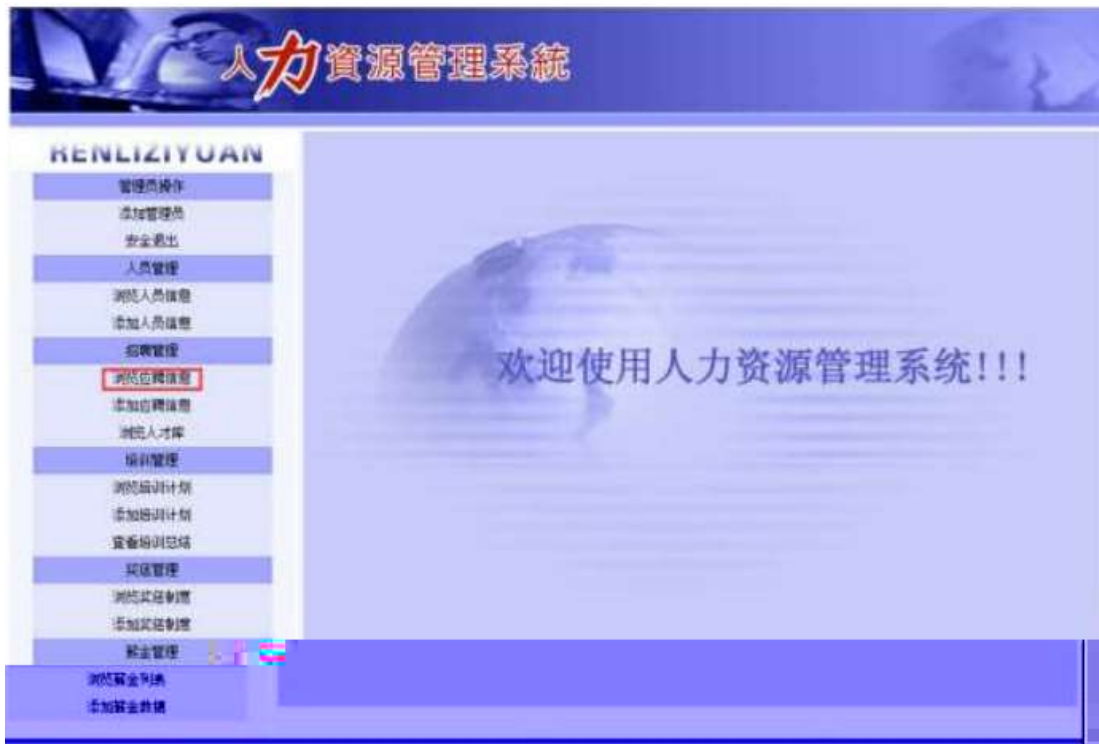 人力資源管理系統
RENLIZIYUAN
管理员操作
添加管理员
安全退出
人员管理
浏览人员信息
添加人员信息
招聘管理
浏览应聘信息
添加应聘信息
浏览人才库
培训管理
浏览培训计划
添加培训计划
查看培训总结
奖惩管理
浏览奖惩制度
添加奖惩制度
薪金管理
浏览薪金列表
添加薪金数据
欢迎使用人力资源管理系统!!!